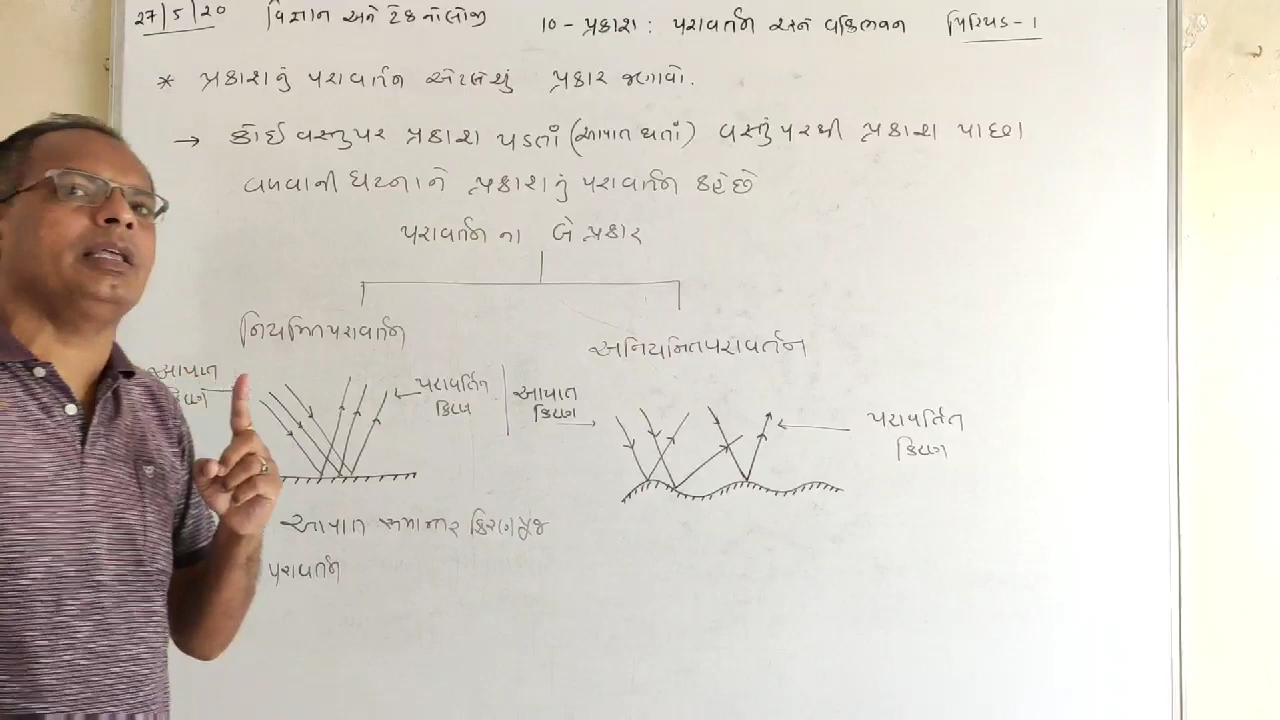 27/5/20 વિજ્ઞાન અને ટેકનોલોજી 10 - પ્રકાશ : પરાવર્તન અને વક્રિભવન પિરિયડ - 1
* પ્રકાશનું પરાવર્તન એટલે શું પ્રકાર જણાવો.
→ કોઈ વસ્તુ પર પ્રકાશ પડતાં (આપાત થતાં) વસ્તું પરથી પ્રકાશ પાછા
વળવાની ઘટનાને પ્રકાશનું પરાવર્તન કહે છે
પરાવર્તન ના બે પ્રકાર
નિયમિત પરાવર્તન
અનિયમિત પરાવર્તન
આપાત
કિરણ
પરાવર્તિત
કિરણ
આપાત
કિરણ
પરાવર્તિત
કિરણ
આપાત સમાન્તર કિરણપૂંજ
પરાવર્તન